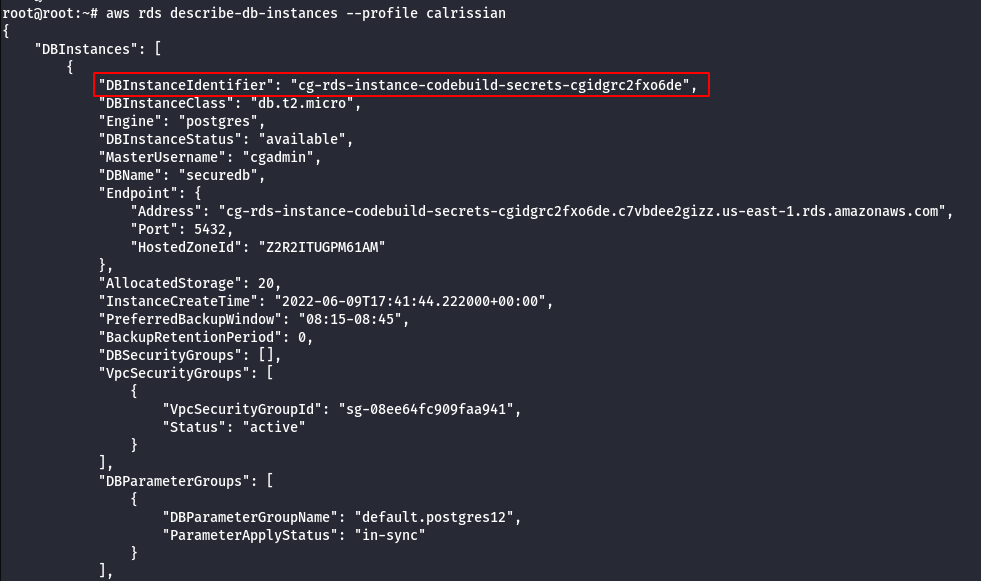 root@root:~# aws rds describe-db-instances --profile calrissian
{
    "DBInstances": [
        {
            "DBInstanceIdentifier": "cg-rds-instance-codebuild-secrets-cgidgrc2fxo6de",
            "DBInstanceClass": "db.t2.micro",
            "Engine": "postgres",
            "DBInstanceStatus": "available",
            "MasterUsername": "cgadmin",
            "DBName": "securedb",
            "Endpoint": {
                "Address": "cg-rds-instance-codebuild-secrets-cgidgrc2fxo6de.c7vbdee2gizz.us-east-1.rds.amazonaws.com",
                "Port": 5432,
                "HostedZoneId": "Z2R2ITUGPM61AM"
            },
            "AllocatedStorage": 20,
            "InstanceCreateTime": "2022-06-09T17:41:44.222000+00:00",
            "PreferredBackupWindow": "08:15-08:45",
            "BackupRetentionPeriod": 0,
            "DBSecurityGroups": [],
            "VpcSecurityGroups": [
                {
                    "VpcSecurityGroupId": "sg-08ee64fc909faa941",
                    "Status": "active"
                }
            ],
            "DBParameterGroups": [
                {
                    "DBParameterGroupName": "default.postgres12",
                    "ParameterApplyStatus": "in-sync"
                }
            ],